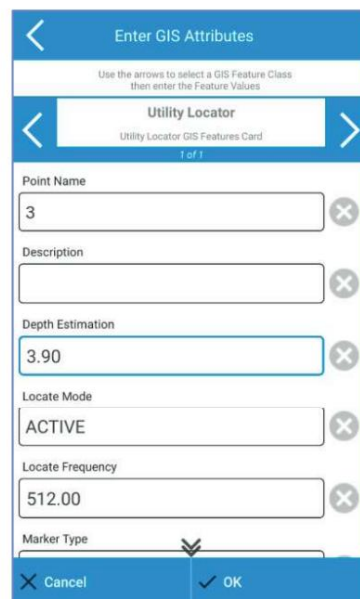 Enter GIS Attributes
Use the arrows to select a GIS Feature Class
then enter the Feature Values
Utility Locator
Utility Locator GIS Features Card
1 of 1
Point Name
3
Description
Depth Estimation
3.90
Locate Mode
ACTIVE
Locate Frequency
512.00
Marker Type
Cancel
OK